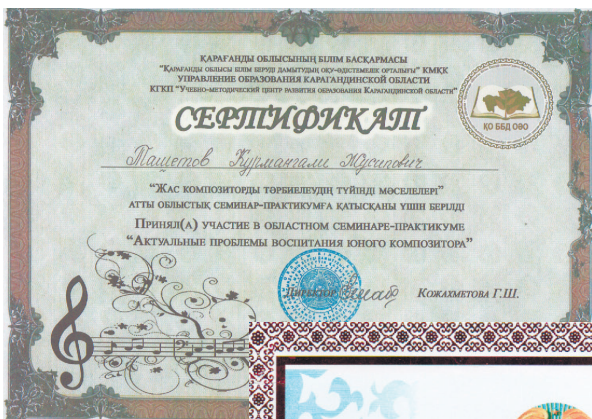 ҚАРАҒАНДЫ ОБЛЫСЫНЫҢ БІЛІМ БАСҚАРМАСЫ
"ҚАРАҒАНДЫ ОБЛЫСЫ БІЛІМ БЕРУДІ ДАМЫТУДЫҢ ОҚУ-ӘДІСТЕМЕЛІК ОРТАЛЫҒЫ" КМҚК
УПРАВЛЕНИЕ ОБРАЗОВАНИЯ КАРАГАНДИНСКОЙ ОБЛАСТИ
КГКП "УЧЕБНО-МЕТОДИЧЕСКИЙ ЦЕНТР РАЗВИТИЯ ОБРАЗОВАНИЯ КАРАГАНДИНСКОЙ ОБЛАСТИ"
ҚО ББД ОӘО
СЕРТИФИКАТ
Ташетов Курмангали Жусипович
"ЖАС КОМПОЗИТОРДЫ ТӘРБИЕЛЕУДІҢ ТҮЙІНДІ МӘСЕЛЕЛЕРІ"
АТТЫ ОБЛЫСТЫҚ СЕМИНАР-ПРАКТИКУМҒА ҚАТЫСҚАНЫ ҮШІН БЕРІЛДІ
ПРИНЯЛ(А) УЧАСТИЕ В ОБЛАСТНОМ СЕМИНАРЕ-ПРАКТИКУМЕ
"АКТУАЛЬНЫЕ ПРОБЛЕМЫ ВОСПИТАНИЯ ЮНОГО КОМПОЗИТОРА"
ДИРЕКТОР КОЖАХМЕТОВА Г.Ш.